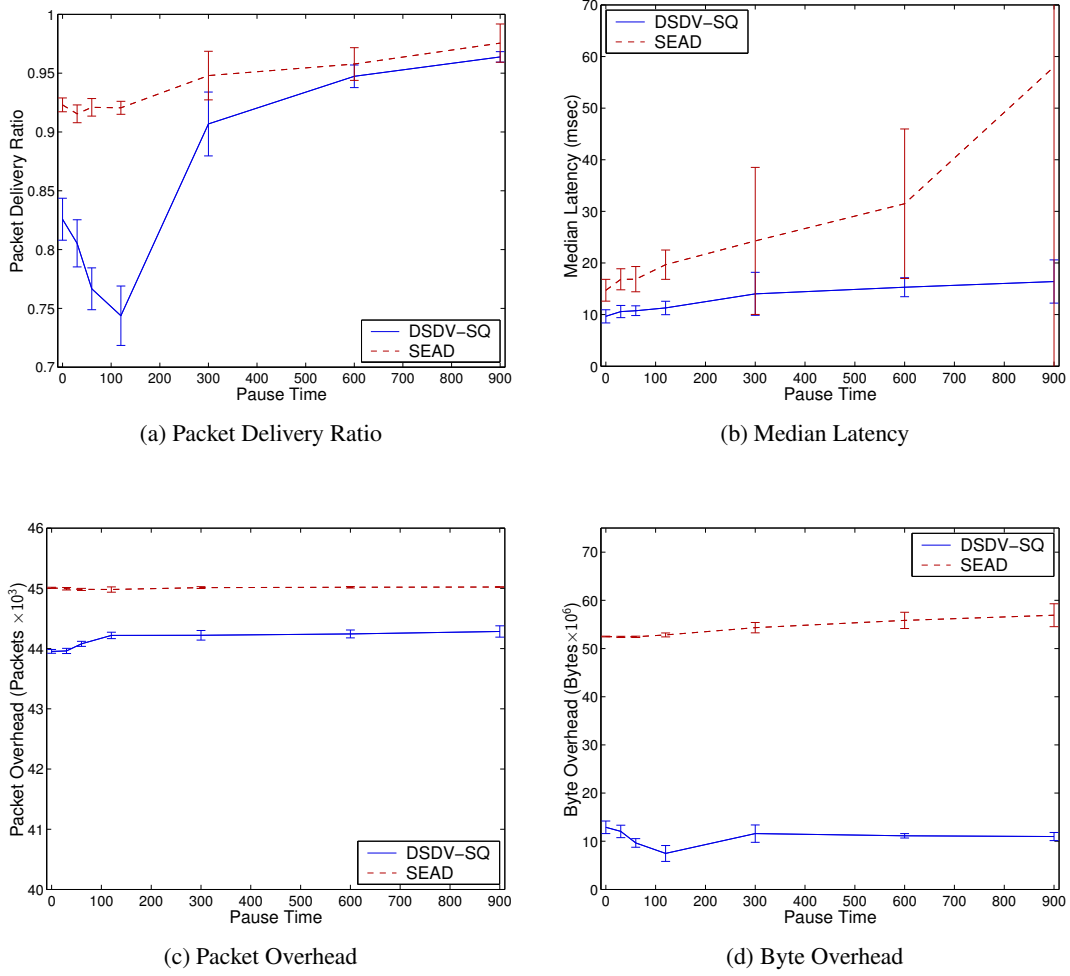 1
0.95
0.9
0.85
0.8
0.75
0.7
Packet Delivery Ratio
0 100 200 300 400 500 600 700 800 900
Pause Time
DSDV−SQ
SEAD
(a) Packet Delivery Ratio
70
60
50
40
30
20
10
0
Median Latency (msec)
0 100 200 300 400 500 600 700 800 900
Pause Time
DSDV−SQ
SEAD
(b) Median Latency
46
45
44
43
42
41
40
Packet Overhead (Packets ×10³)
0 100 200 300 400 500 600 700 800 900
Pause Time
DSDV−SQ
SEAD
(c) Packet Overhead
70
60
50
40
30
20
10
0
Byte Overhead (Bytes×10⁶)
0 100 200 300 400 500 600 700 800 900
Pause Time
DSDV−SQ
SEAD
(d) Byte Overhead